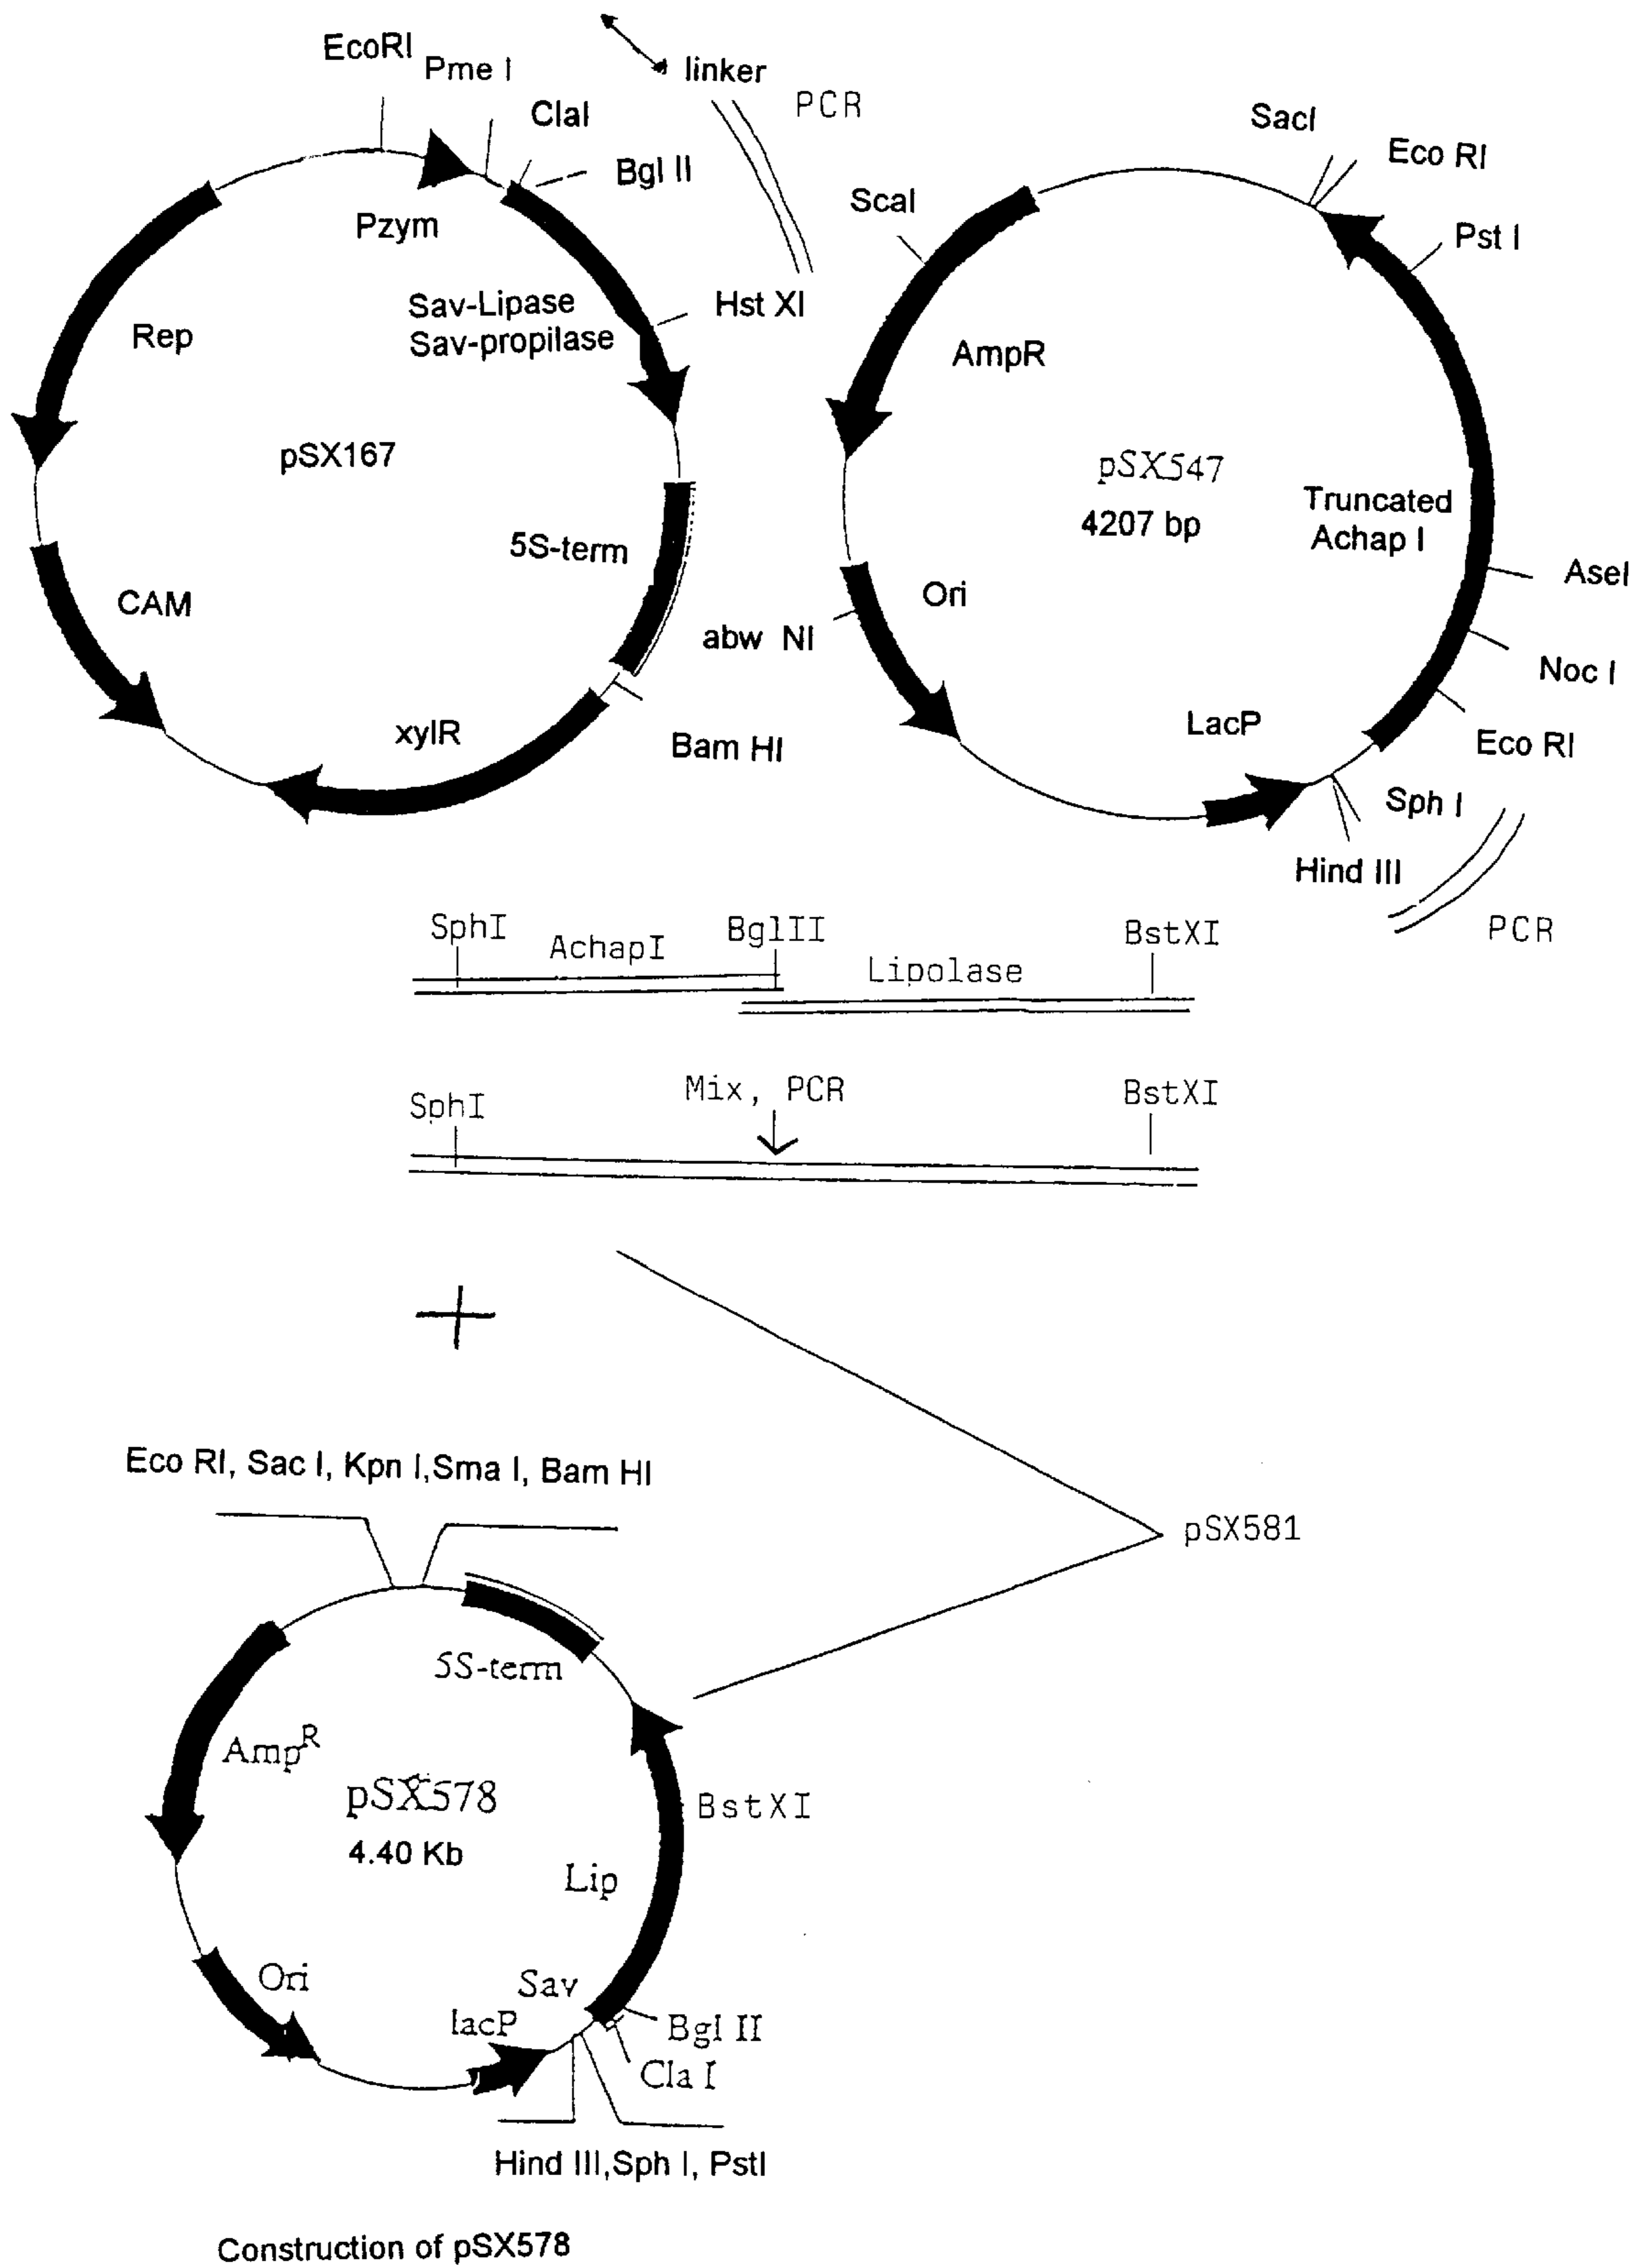 EcoRI
Pme I
ClaI
Bgl II
linker
PCR
Pzym
Rep
Sav-Lipase
Sav-propilase
Hst XI
pSX167
5S-term
CAM
xylR
Bam HI
SacI
Eco RI
ScaI
Pst I
AmpR
pSX547
4207 bp
Truncated
Achap I
AseI
Ori
abw NI
Noc I
LacP
Eco RI
Sph I
Hind III
PCR
SphI
AchapI
BglII
Lipolase
BstXI
Mix, PCR
SphI
BstXI
Eco RI, Sac I, Kpn I,Sma I, Bam HI
pSX581
5S-term
AmpR
pSX578
4.40 Kb
BstXI
Lip
Ori
Sav
lacP
Bgl II
Cla I
Hind III,Sph I, PstI
Construction of pSX578